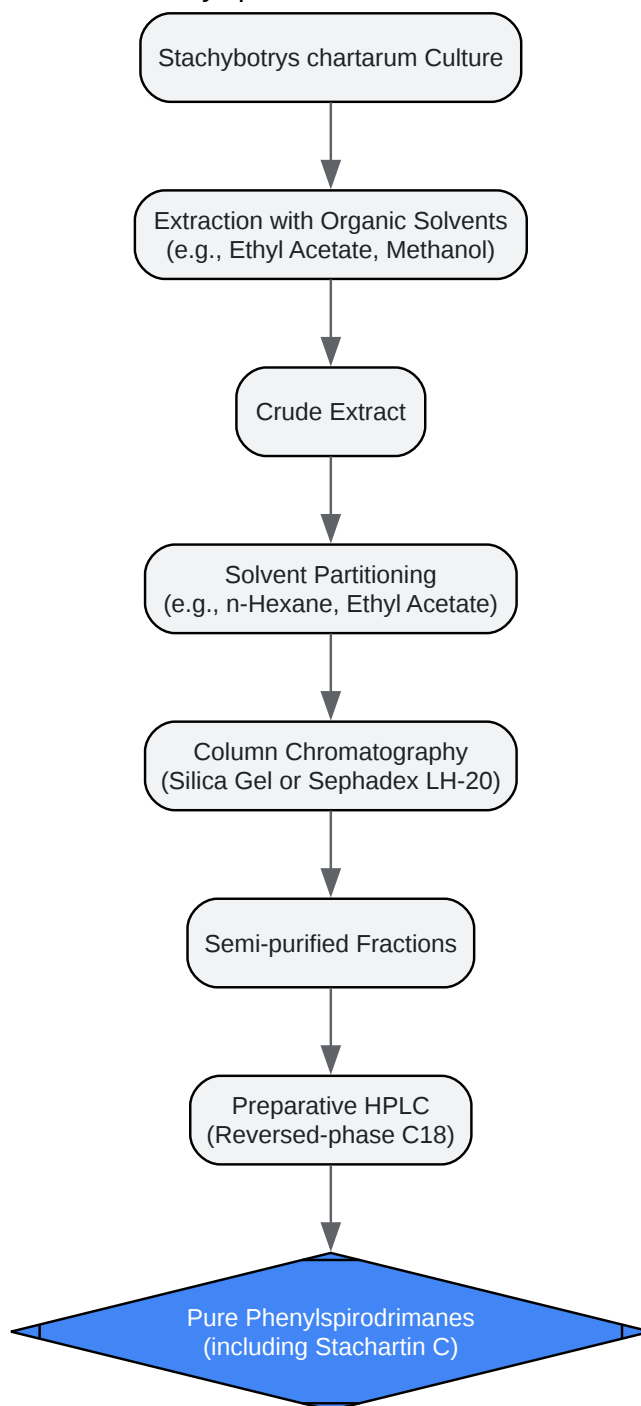 Stachybotrys chartarum Culture
Extraction with Organic Solvents
(e.g., Ethyl Acetate, Methanol)
Crude Extract
Solvent Partitioning
(e.g., n-Hexane, Ethyl Acetate)
Column Chromatography
(Silica Gel or Sephadex LH-20)
Semi-purified Fractions
Preparative HPLC
(Reversed-phase C18)
Pure Phenylspirodrimanes
(including Stachartin C)